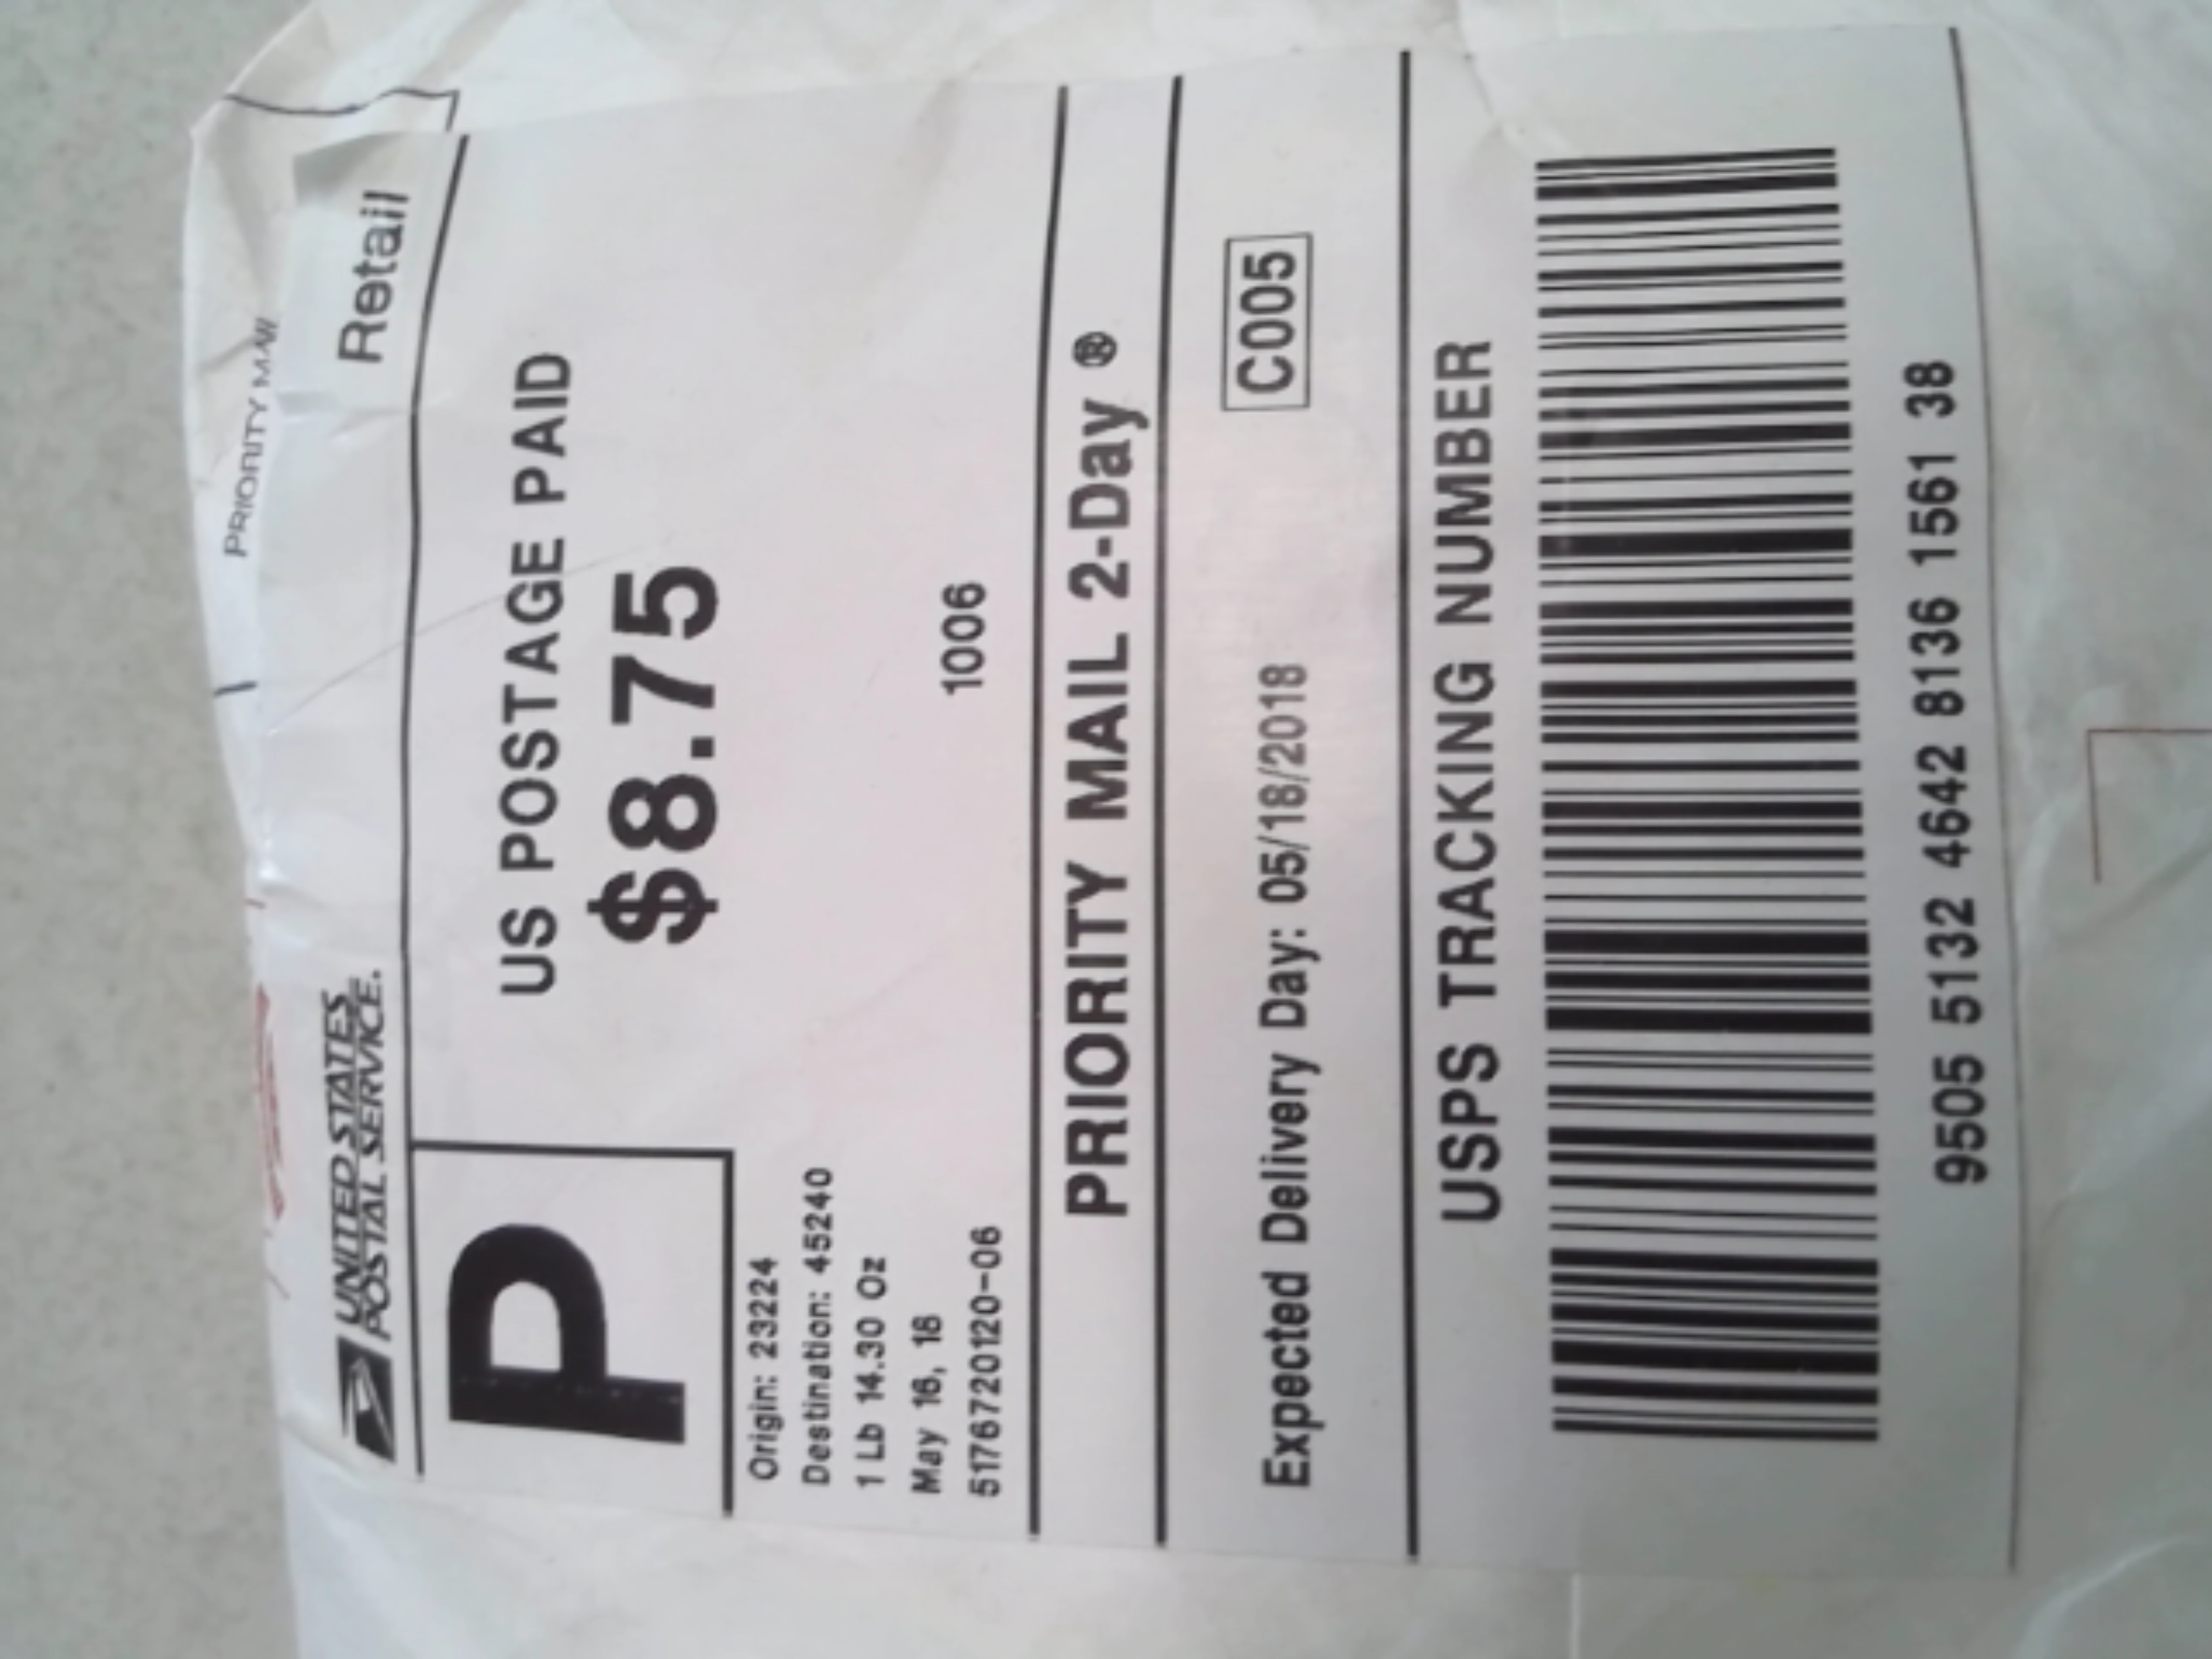 PRIORITY MAI
UNITED STATES
POSTAL SERVICE.
Retail
P
US POSTAGE PAID
$8.75
Origin: 23224
Destination: 45240
1 Lb 14.30 Oz
May 16, 18
5176720120-06
1006
PRIORITY MAIL 2-Day ®
Expected Delivery Day: 05/18/2018
C005
USPS TRACKING NUMBER
9505 5132 4642 8136 1561 38